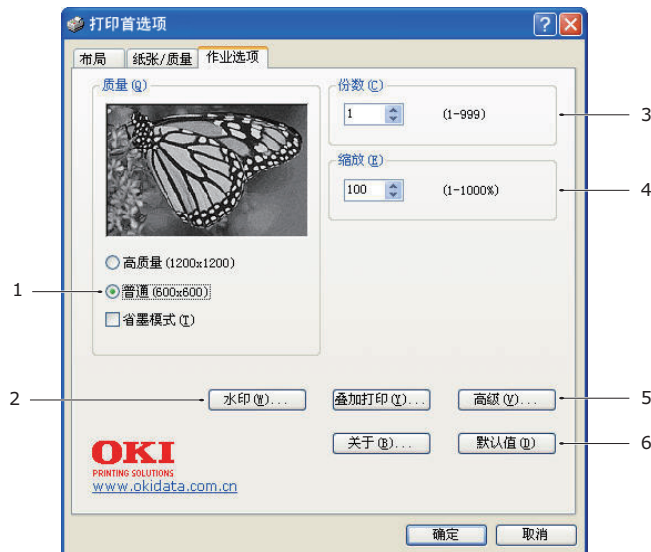 打印首选项
布局 纸张/质量 作业选项
质量(Q)
份数(C)
1 (1-999) 3
缩放(E)
100 (1-1000%) 4
高质量(1200x1200)
1 普通(600x600)
省墨模式(T)
2 水印(W)... 叠加打印(Y)... 高级(V)... 5
关于(B)... 默认值(D) 6
OKI
PRINTING SOLUTIONS
www.okidata.com.cn
确定 取消